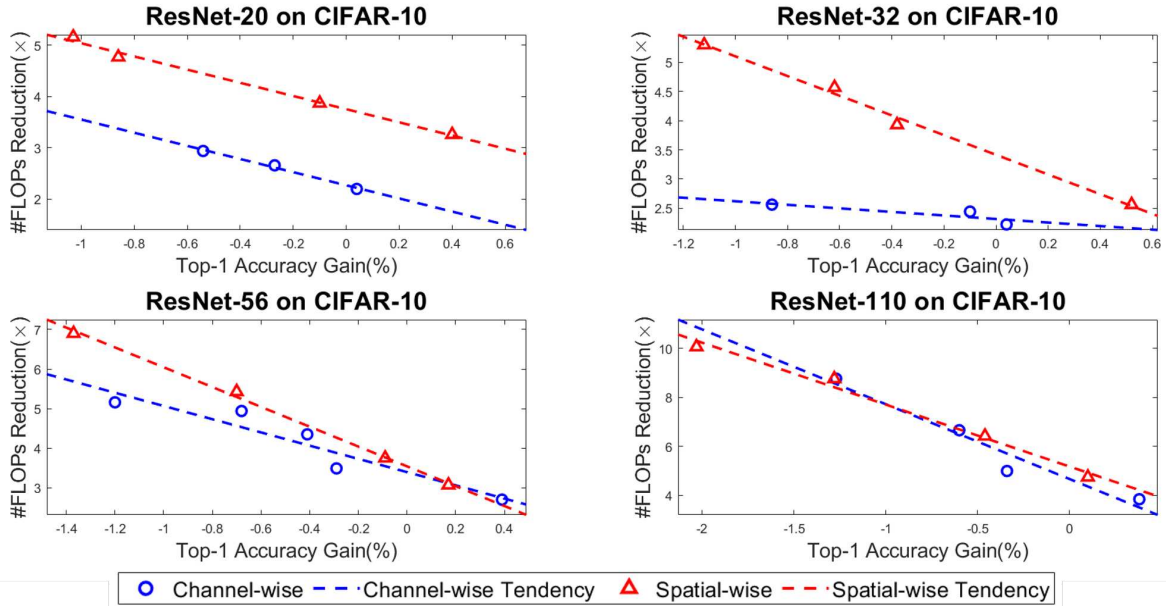 ResNet-20 on CIFAR-10
#FLOPs Reduction(×)
5
4
3
2
-1 -0.8 -0.6 -0.4 -0.2 0 0.2 0.4 0.6
Top-1 Accuracy Gain(%)
ResNet-32 on CIFAR-10
#FLOPs Reduction(×)
5
4.5
4
3.5
3
2.5
-1.2 -1 -0.8 -0.6 -0.4 -0.2 0 0.2 0.4 0.6
Top-1 Accuracy Gain(%)
ResNet-56 on CIFAR-10
#FLOPs Reduction(×)
7
6
5
4
3
-1.4 -1.2 -1 -0.8 -0.6 -0.4 -0.2 0 0.2 0.4
Top-1 Accuracy Gain(%)
ResNet-110 on CIFAR-10
#FLOPs Reduction(×)
10
8
6
4
-2 -1.5 -1 -0.5 0
Top-1 Accuracy Gain(%)
Channel-wise Channel-wise Tendency Spatial-wise Spatial-wise Tendency